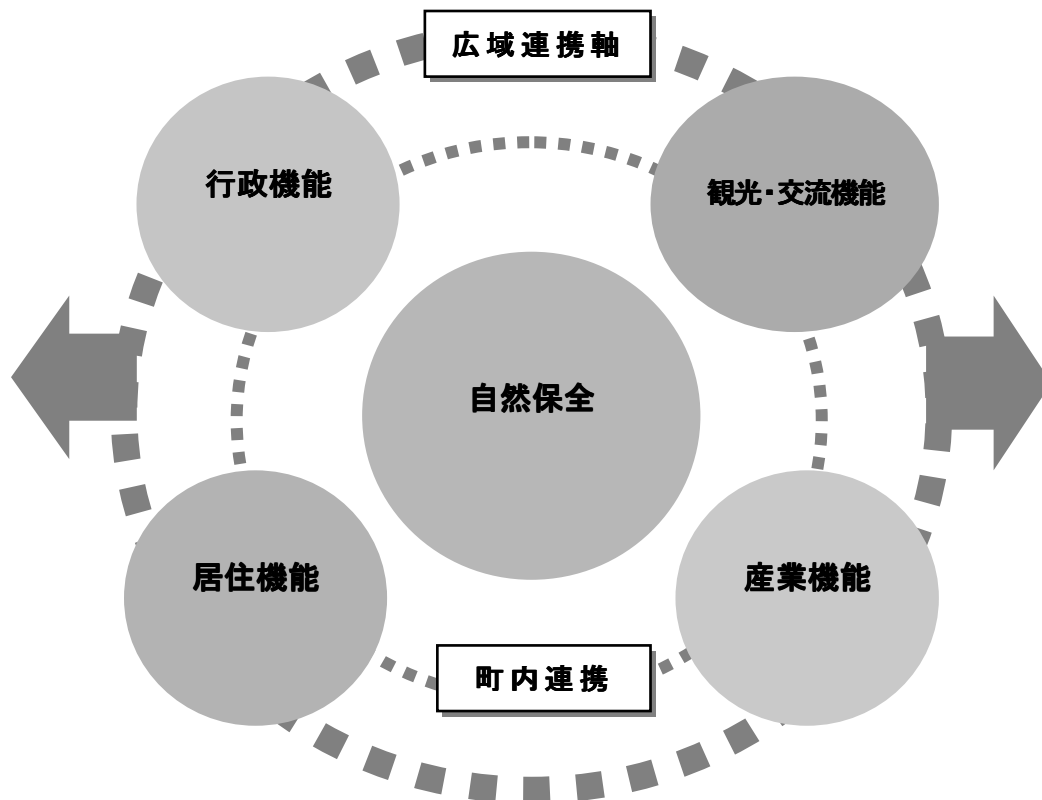 広域連携軸
行政機能
観光・交流機能
自然保全
居住機能
産業機能
町内連携